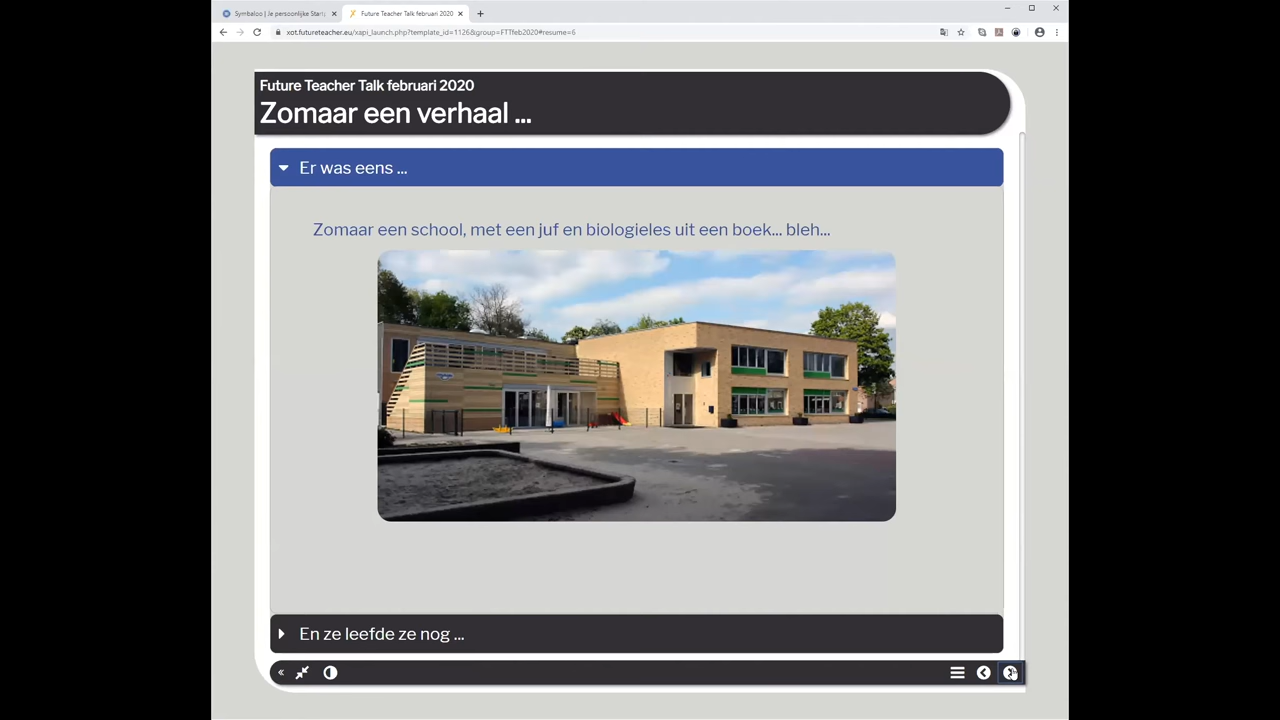 Symbaloo | Je persoonlijke Start
Future Teacher Talk februari 2020
xot.futureteacher.eu/xapi_launch.php?template_id=1126&group=FTTfeb2020#resume=6
Future Teacher Talk februari 2020
Zomaar een verhaal ...
Er was eens ...
Zomaar een school, met een juf en biologieles uit een boek... bleh...
En ze leefde ze nog ...